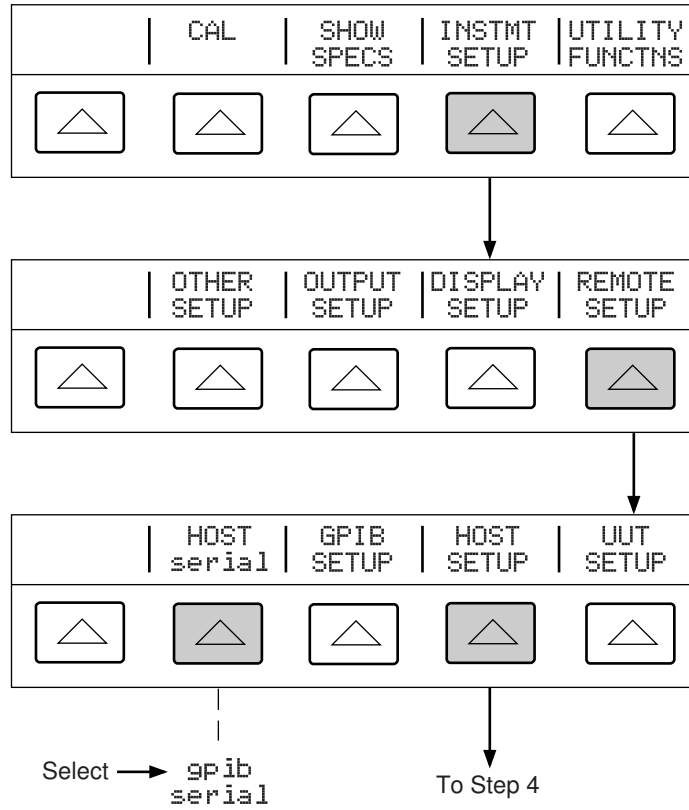 CAL | SHOW | INSTMT | UTILITY
SPECS | SETUP | FUNCTNS
OTHER | OUTPUT | DISPLAY | REMOTE
SETUP | SETUP | SETUP | SETUP
HOST | GPIB | HOST | UUT
serial | SETUP | SETUP | SETUP
Select gpib
serial
To Step 4